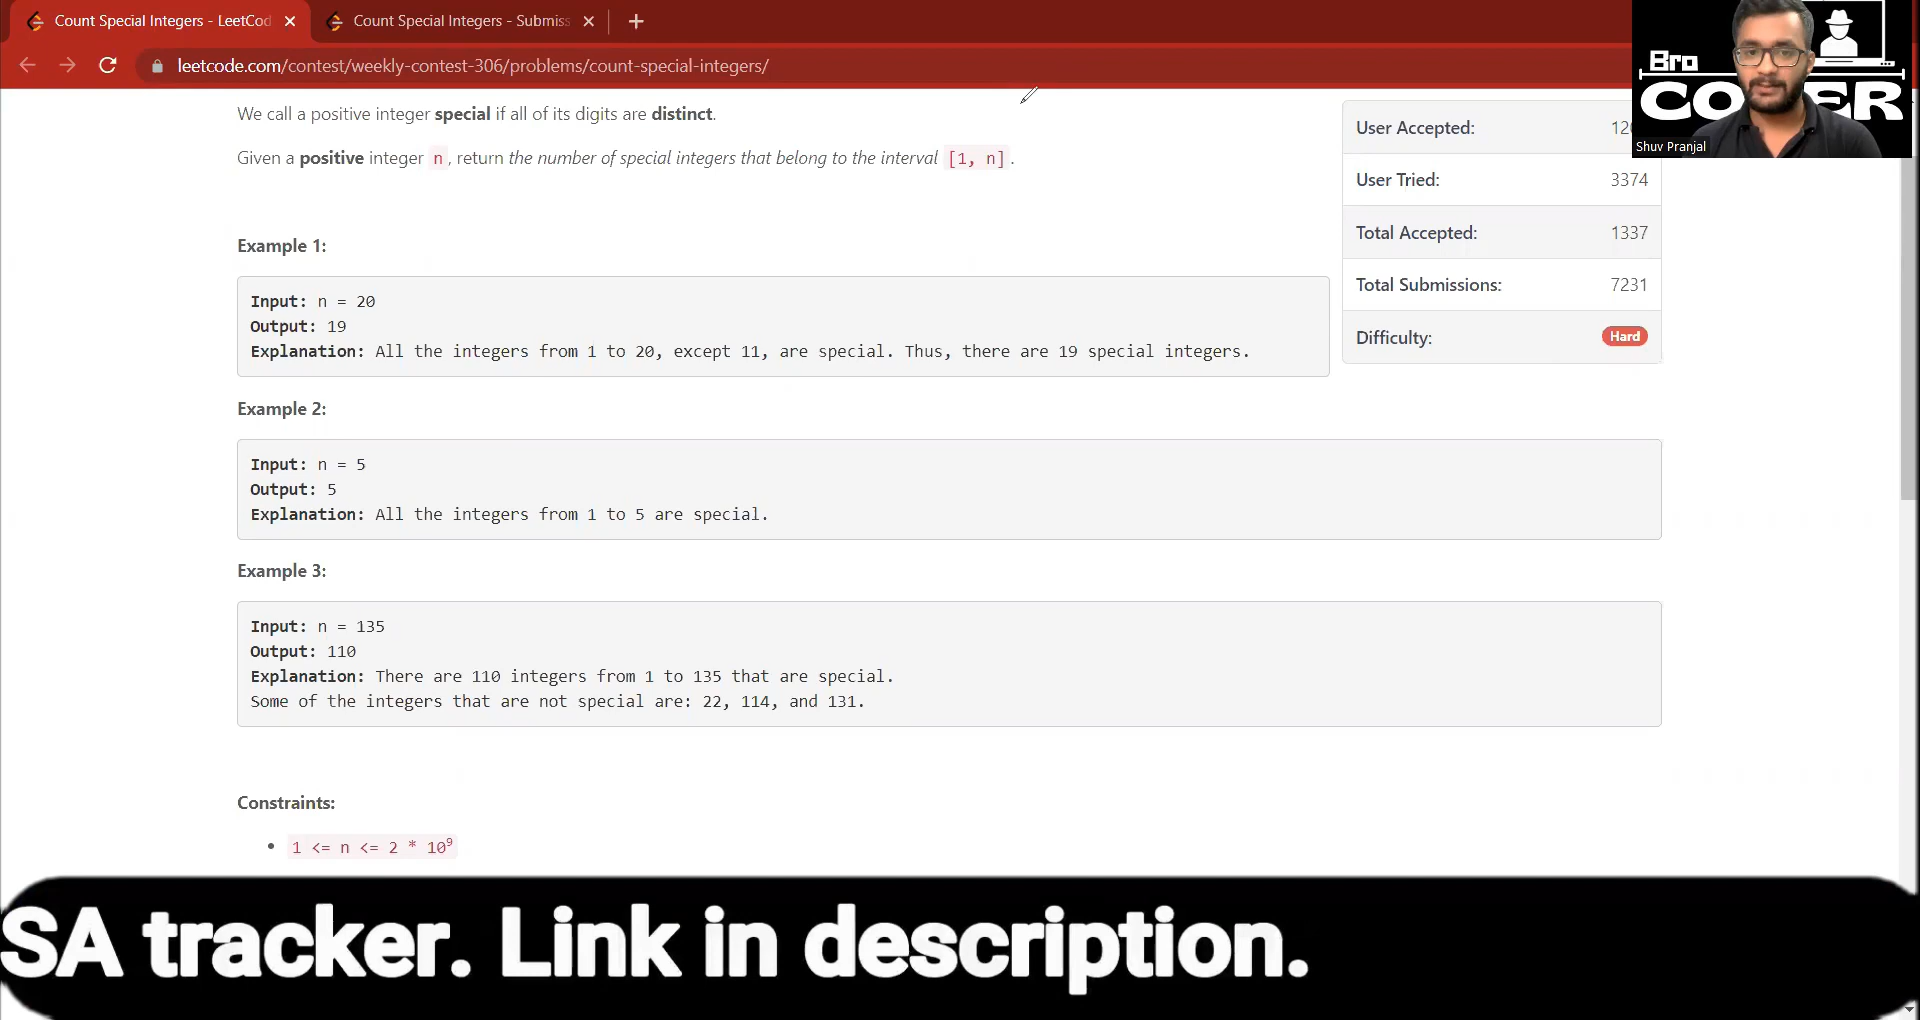 Count Special Integers - LeetCod
Count Special Integers - Submiss
leetcode.com/contest/weekly-contest-306/problems/count-special-integers/
Bro
Shuv Pranjal
We call a positive integer special if all of its digits are distinct.
Given a positive integer n, return the number of special integers that belong to the interval [1, n].
User Accepted:
User Tried: 3374
Total Accepted: 1337
Total Submissions: 7231
Difficulty: Hard
Example 1:
Input: n = 20
Output: 19
Explanation: All the integers from 1 to 20, except 11, are special. Thus, there are 19 special integers.
Example 2:
Input: n = 5
Output: 5
Explanation: All the integers from 1 to 5 are special.
Example 3:
Input: n = 135
Output: 110
Explanation: There are 110 integers from 1 to 135 that are special.
Some of the integers that are not special are: 22, 114, and 131.
Constraints:
• 1 <= n <= 2 * 10⁹
SA tracker. Link in description.